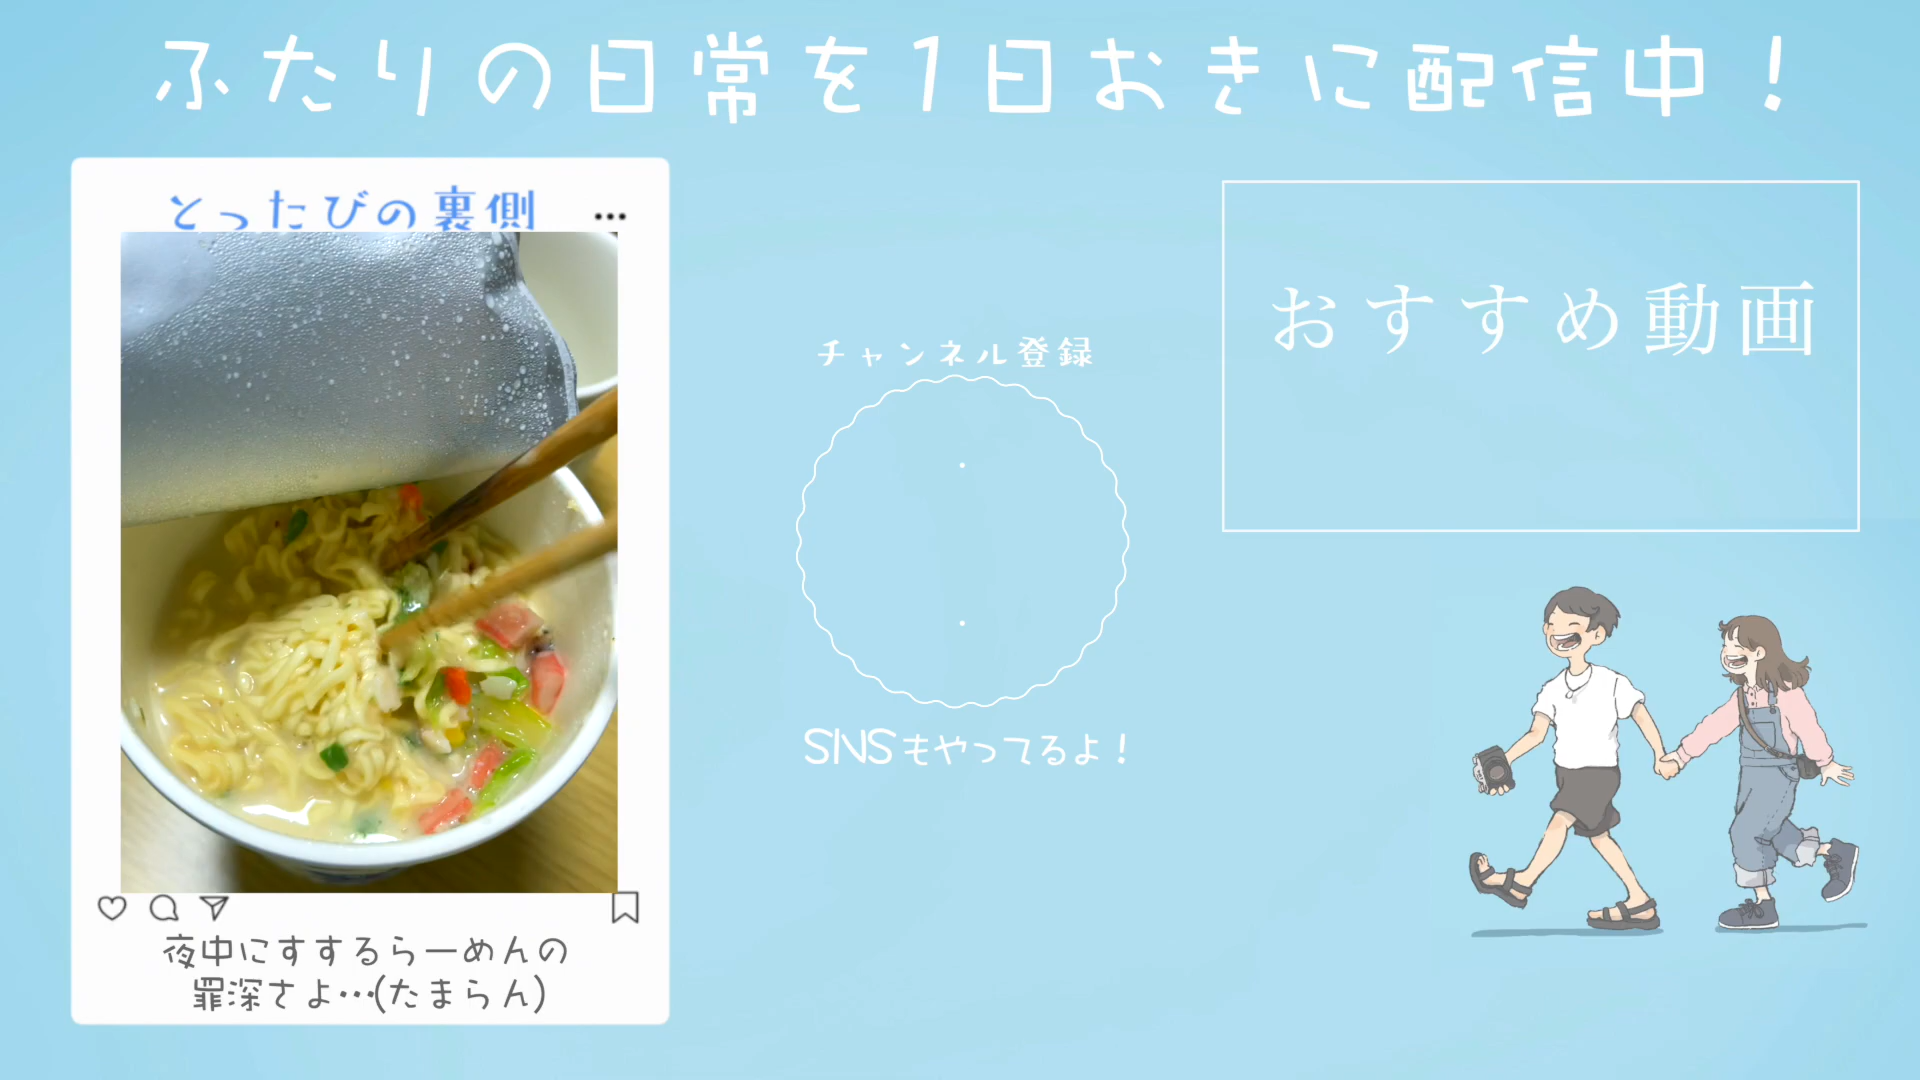 ふたりの日常を1日おきに配信中！
とったびの裏側
夜中にすするらーめんの
罪深さよ…(たまらん)
チャンネル登録
SNSもやってるよ！
おすすめ動画